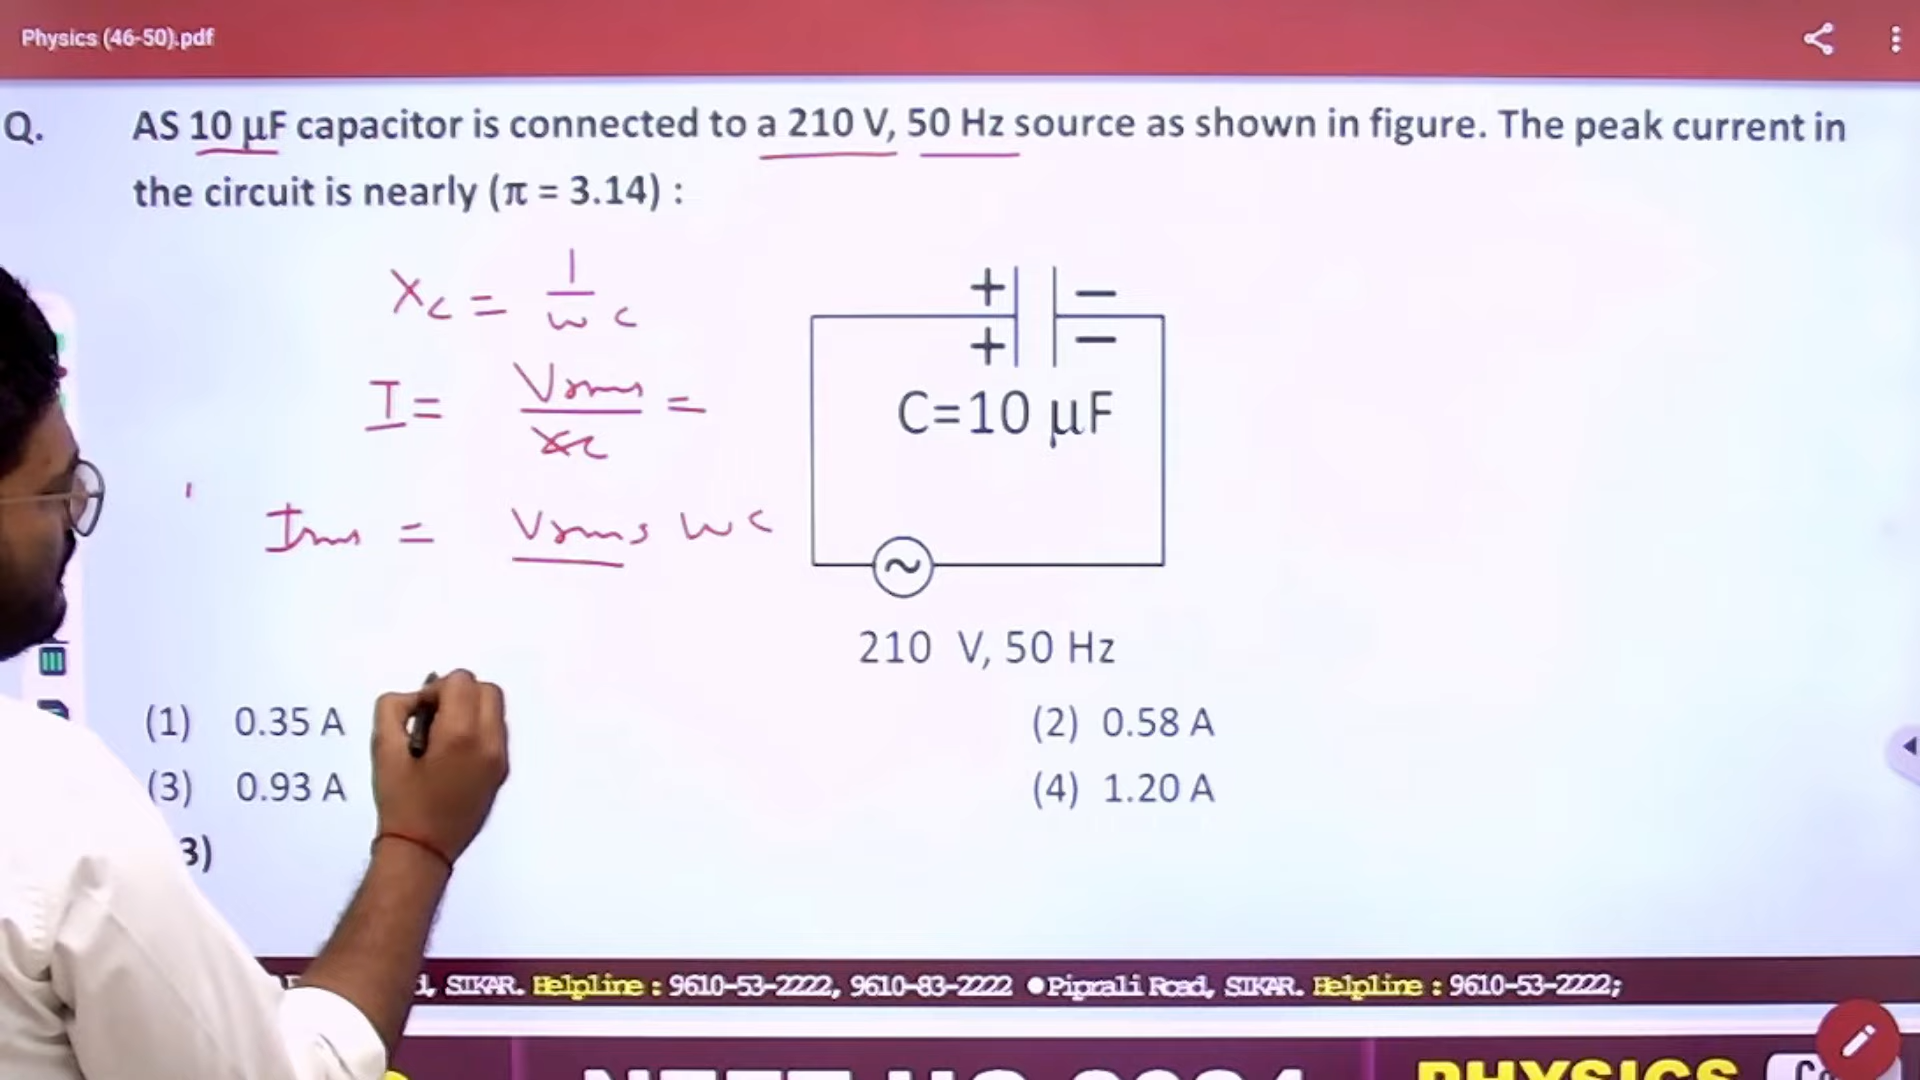 Physics (46-50).pdf
Q. AS 10 μF capacitor is connected to a 210 V, 50 Hz source as shown in figure. The peak current in
the circuit is nearly (π = 3.14) :
Xc = 1/wc
I = Vrms/Xc =
Irms = Vrms wc
+ −
+ −
C=10 μF
~
210 V, 50 Hz
(1) 0.35 A
(2) 0.58 A
(3) 0.93 A
(4) 1.20 A
3)
d, SIKAR. Helpline : 9610-53-2222, 9610-83-2222 ●Piprali Road, SIKAR. Helpline : 9610-53-2222;
PHYSICS